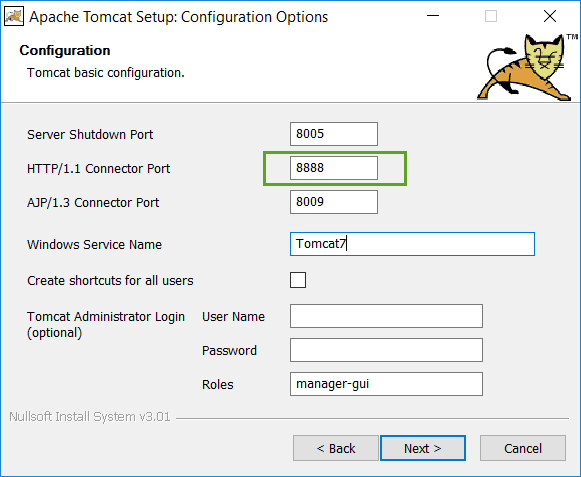 Apache Tomcat Setup: Configuration Options
Configuration
Tomcat basic configuration.
TM
Server Shutdown Port 8005
HTTP/1.1 Connector Port 8888
AJP/1.3 Connector Port 8009
Windows Service Name Tomcat7
Create shortcuts for all users
Tomcat Administrator Login User Name
(optional)
Password
Roles manager-gui
Nullsoft Install System v3.01
< Back Next > Cancel